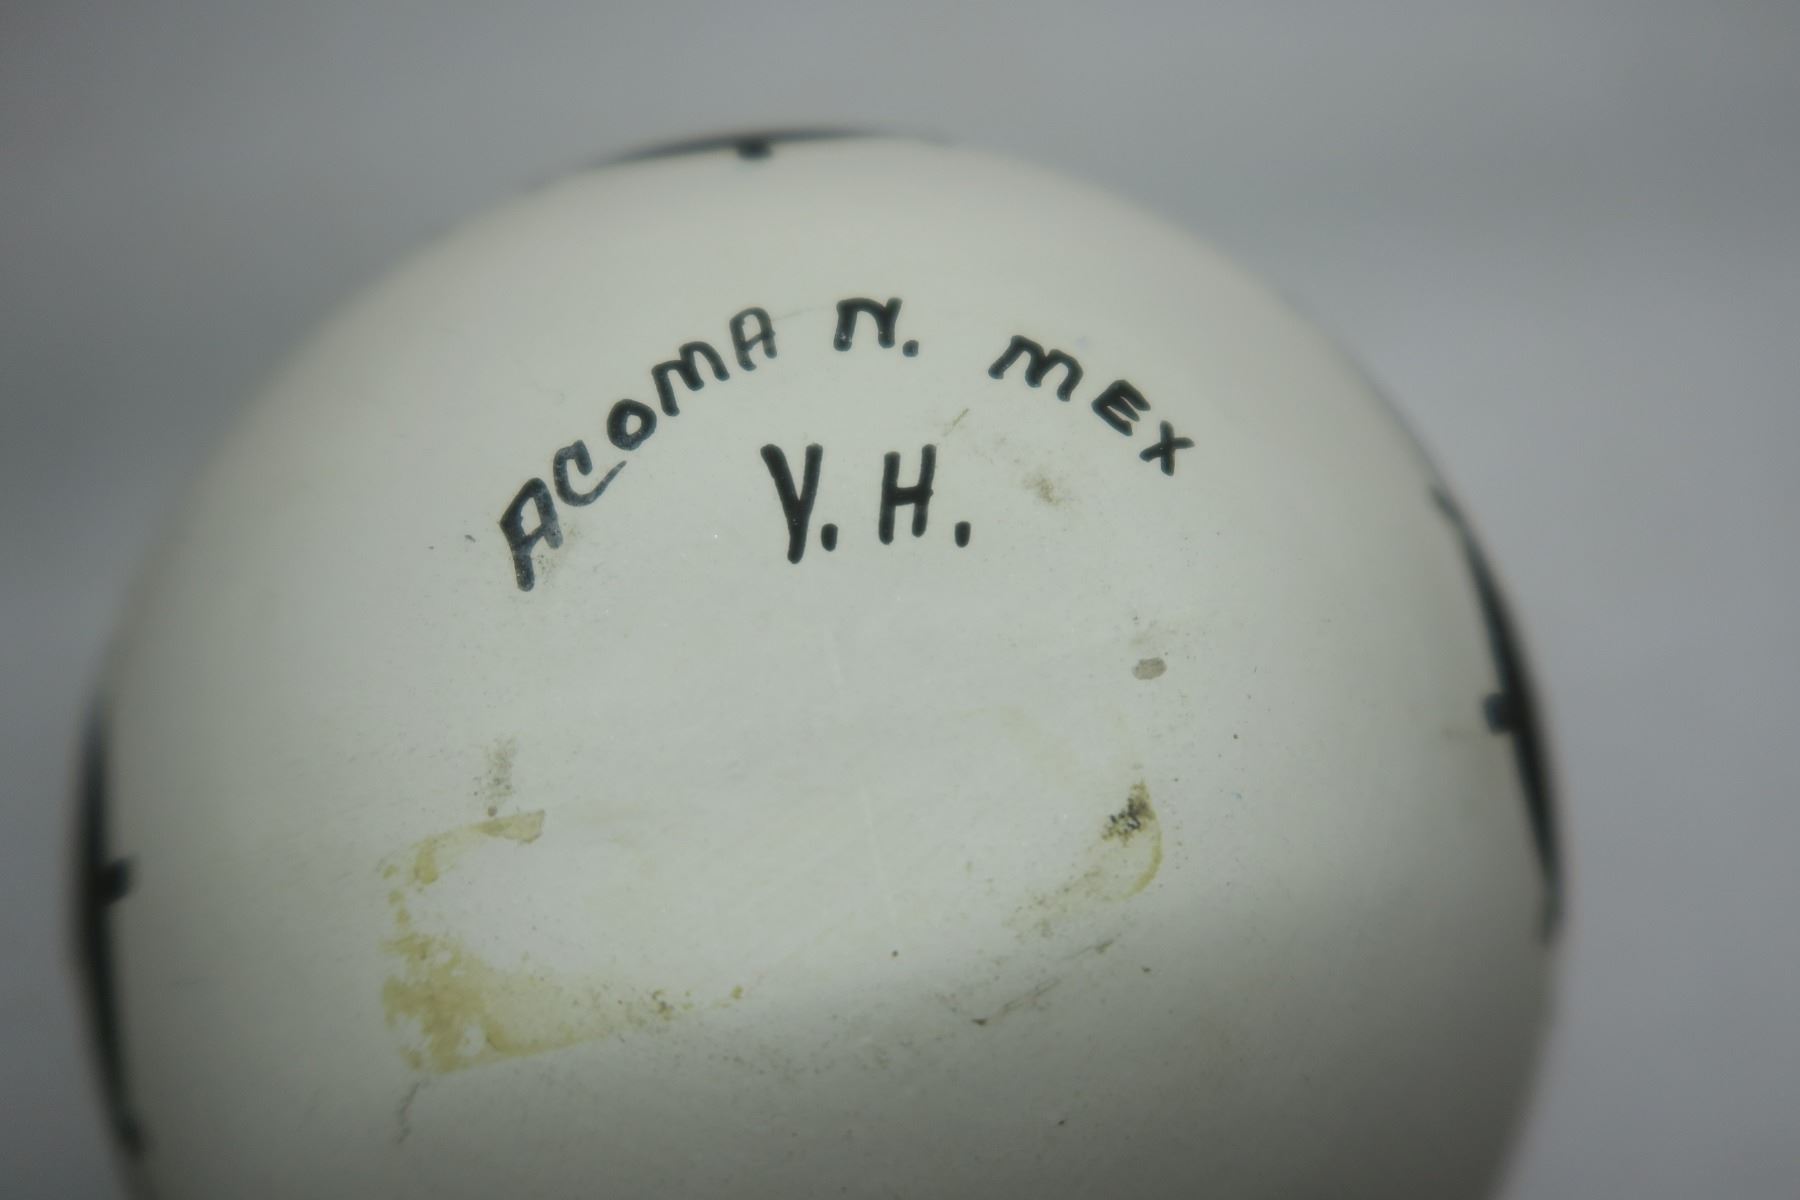 ACOMA N. MEX
V. H.